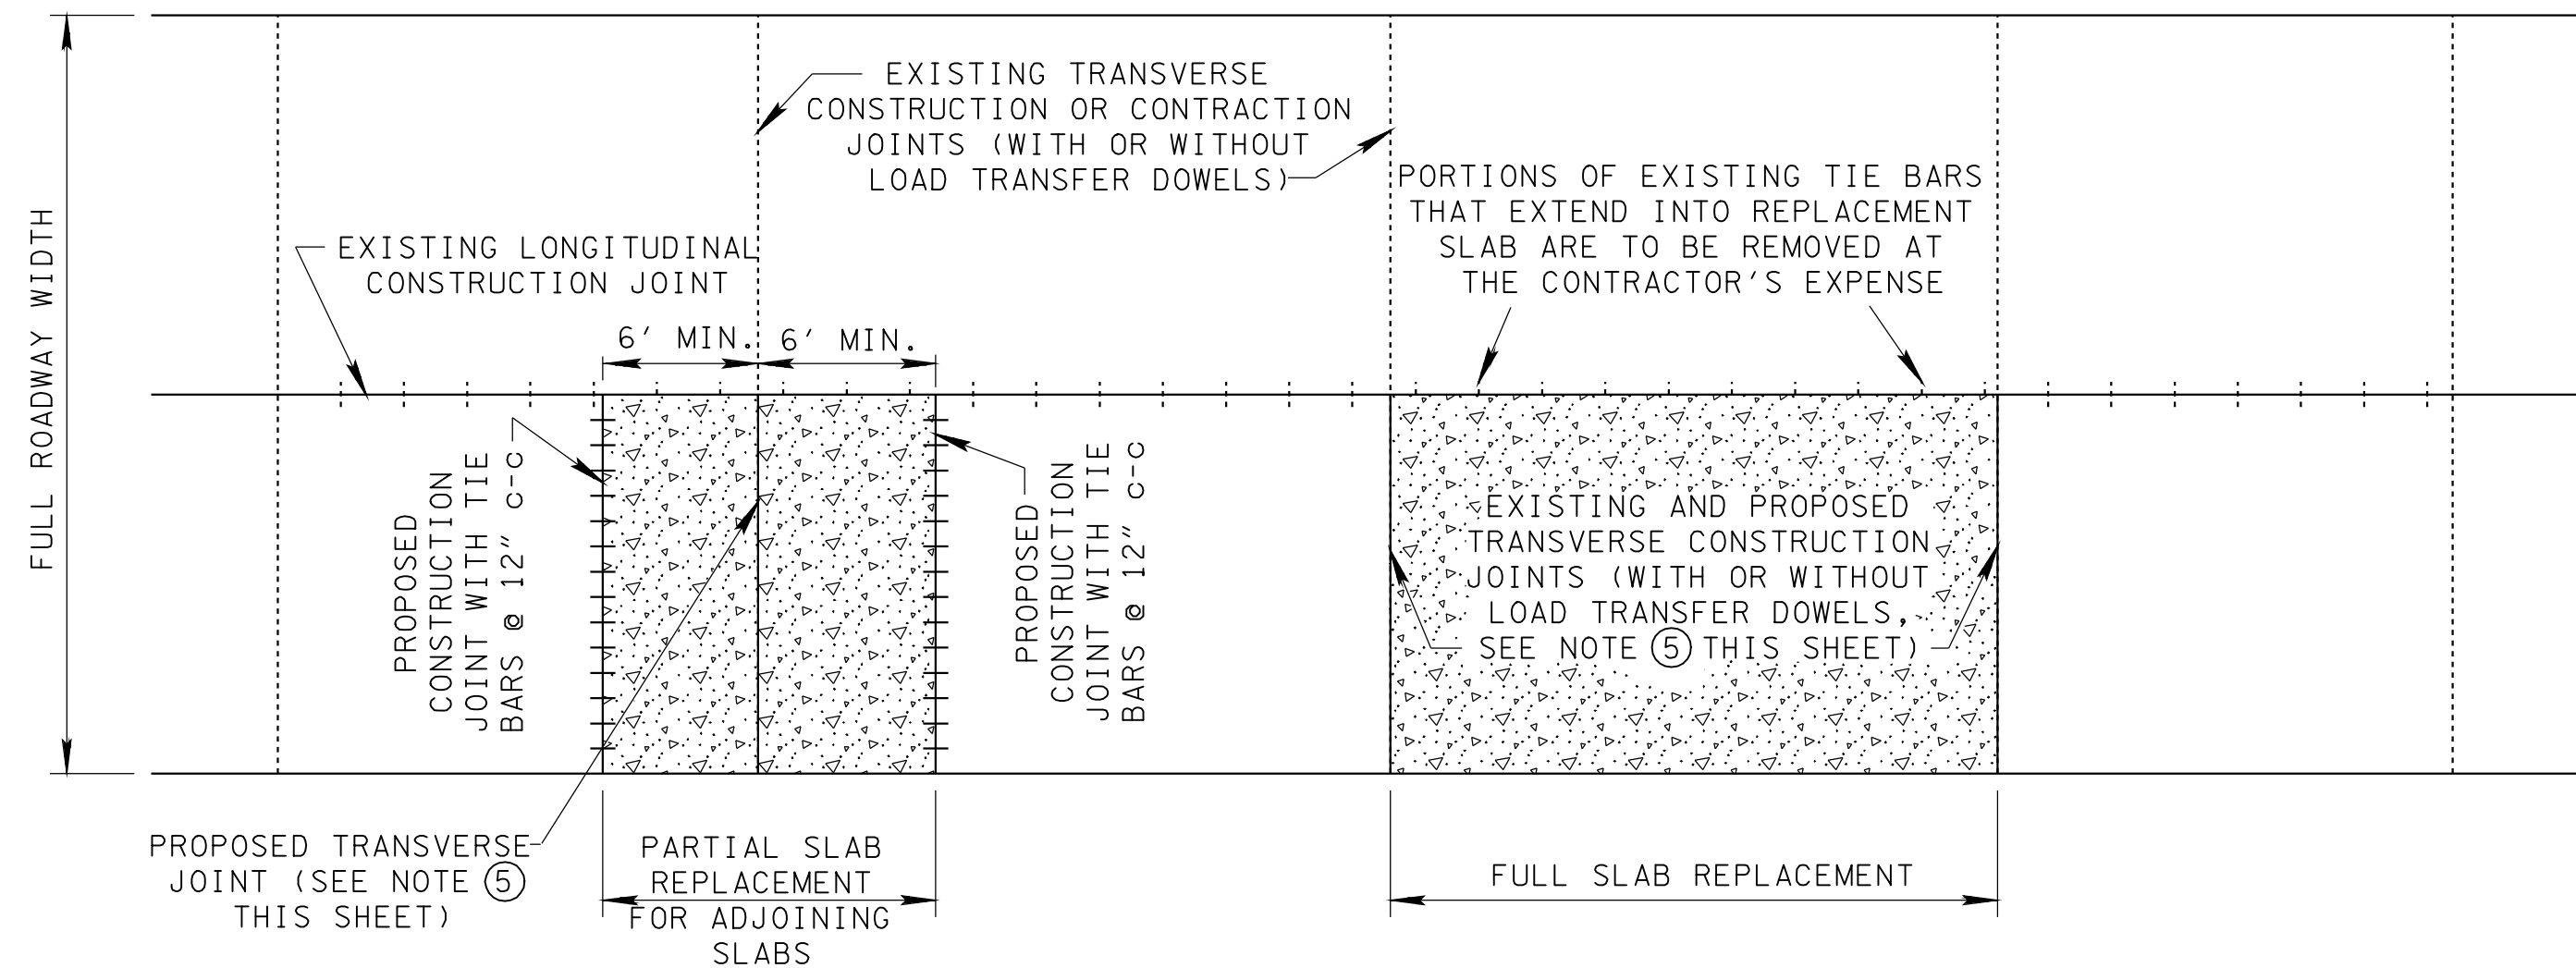 EXISTING TRANSVERSE
CONSTRUCTION OR CONTRACTION
JOINTS (WITH OR WITHOUT
LOAD TRANSFER DOWELS)
PORTIONS OF EXISTING TIE BARS
THAT EXTEND INTO REPLACEMENT
SLAB ARE TO BE REMOVED AT
THE CONTRACTOR'S EXPENSE
FULL ROADWAY WIDTH
EXISTING LONGITUDINAL
CONSTRUCTION JOINT
6' MIN.
6' MIN.
PROPOSED
CONSTRUCTION
JOINT WITH TIE
BARS @ 12" c-c
PROPOSED
CONSTRUCTION
JOINT WITH TIE
BARS @ 12" c-c
EXISTING AND PROPOSED
TRANSVERSE CONSTRUCTION
JOINTS (WITH OR WITHOUT
LOAD TRANSFER DOWELS,
SEE NOTE 5 THIS SHEET)
PROPOSED TRANSVERSE
JOINT (SEE NOTE 5
THIS SHEET)
PARTIAL SLAB
REPLACEMENT
FOR ADJOINING
SLABS
FULL SLAB REPLACEMENT